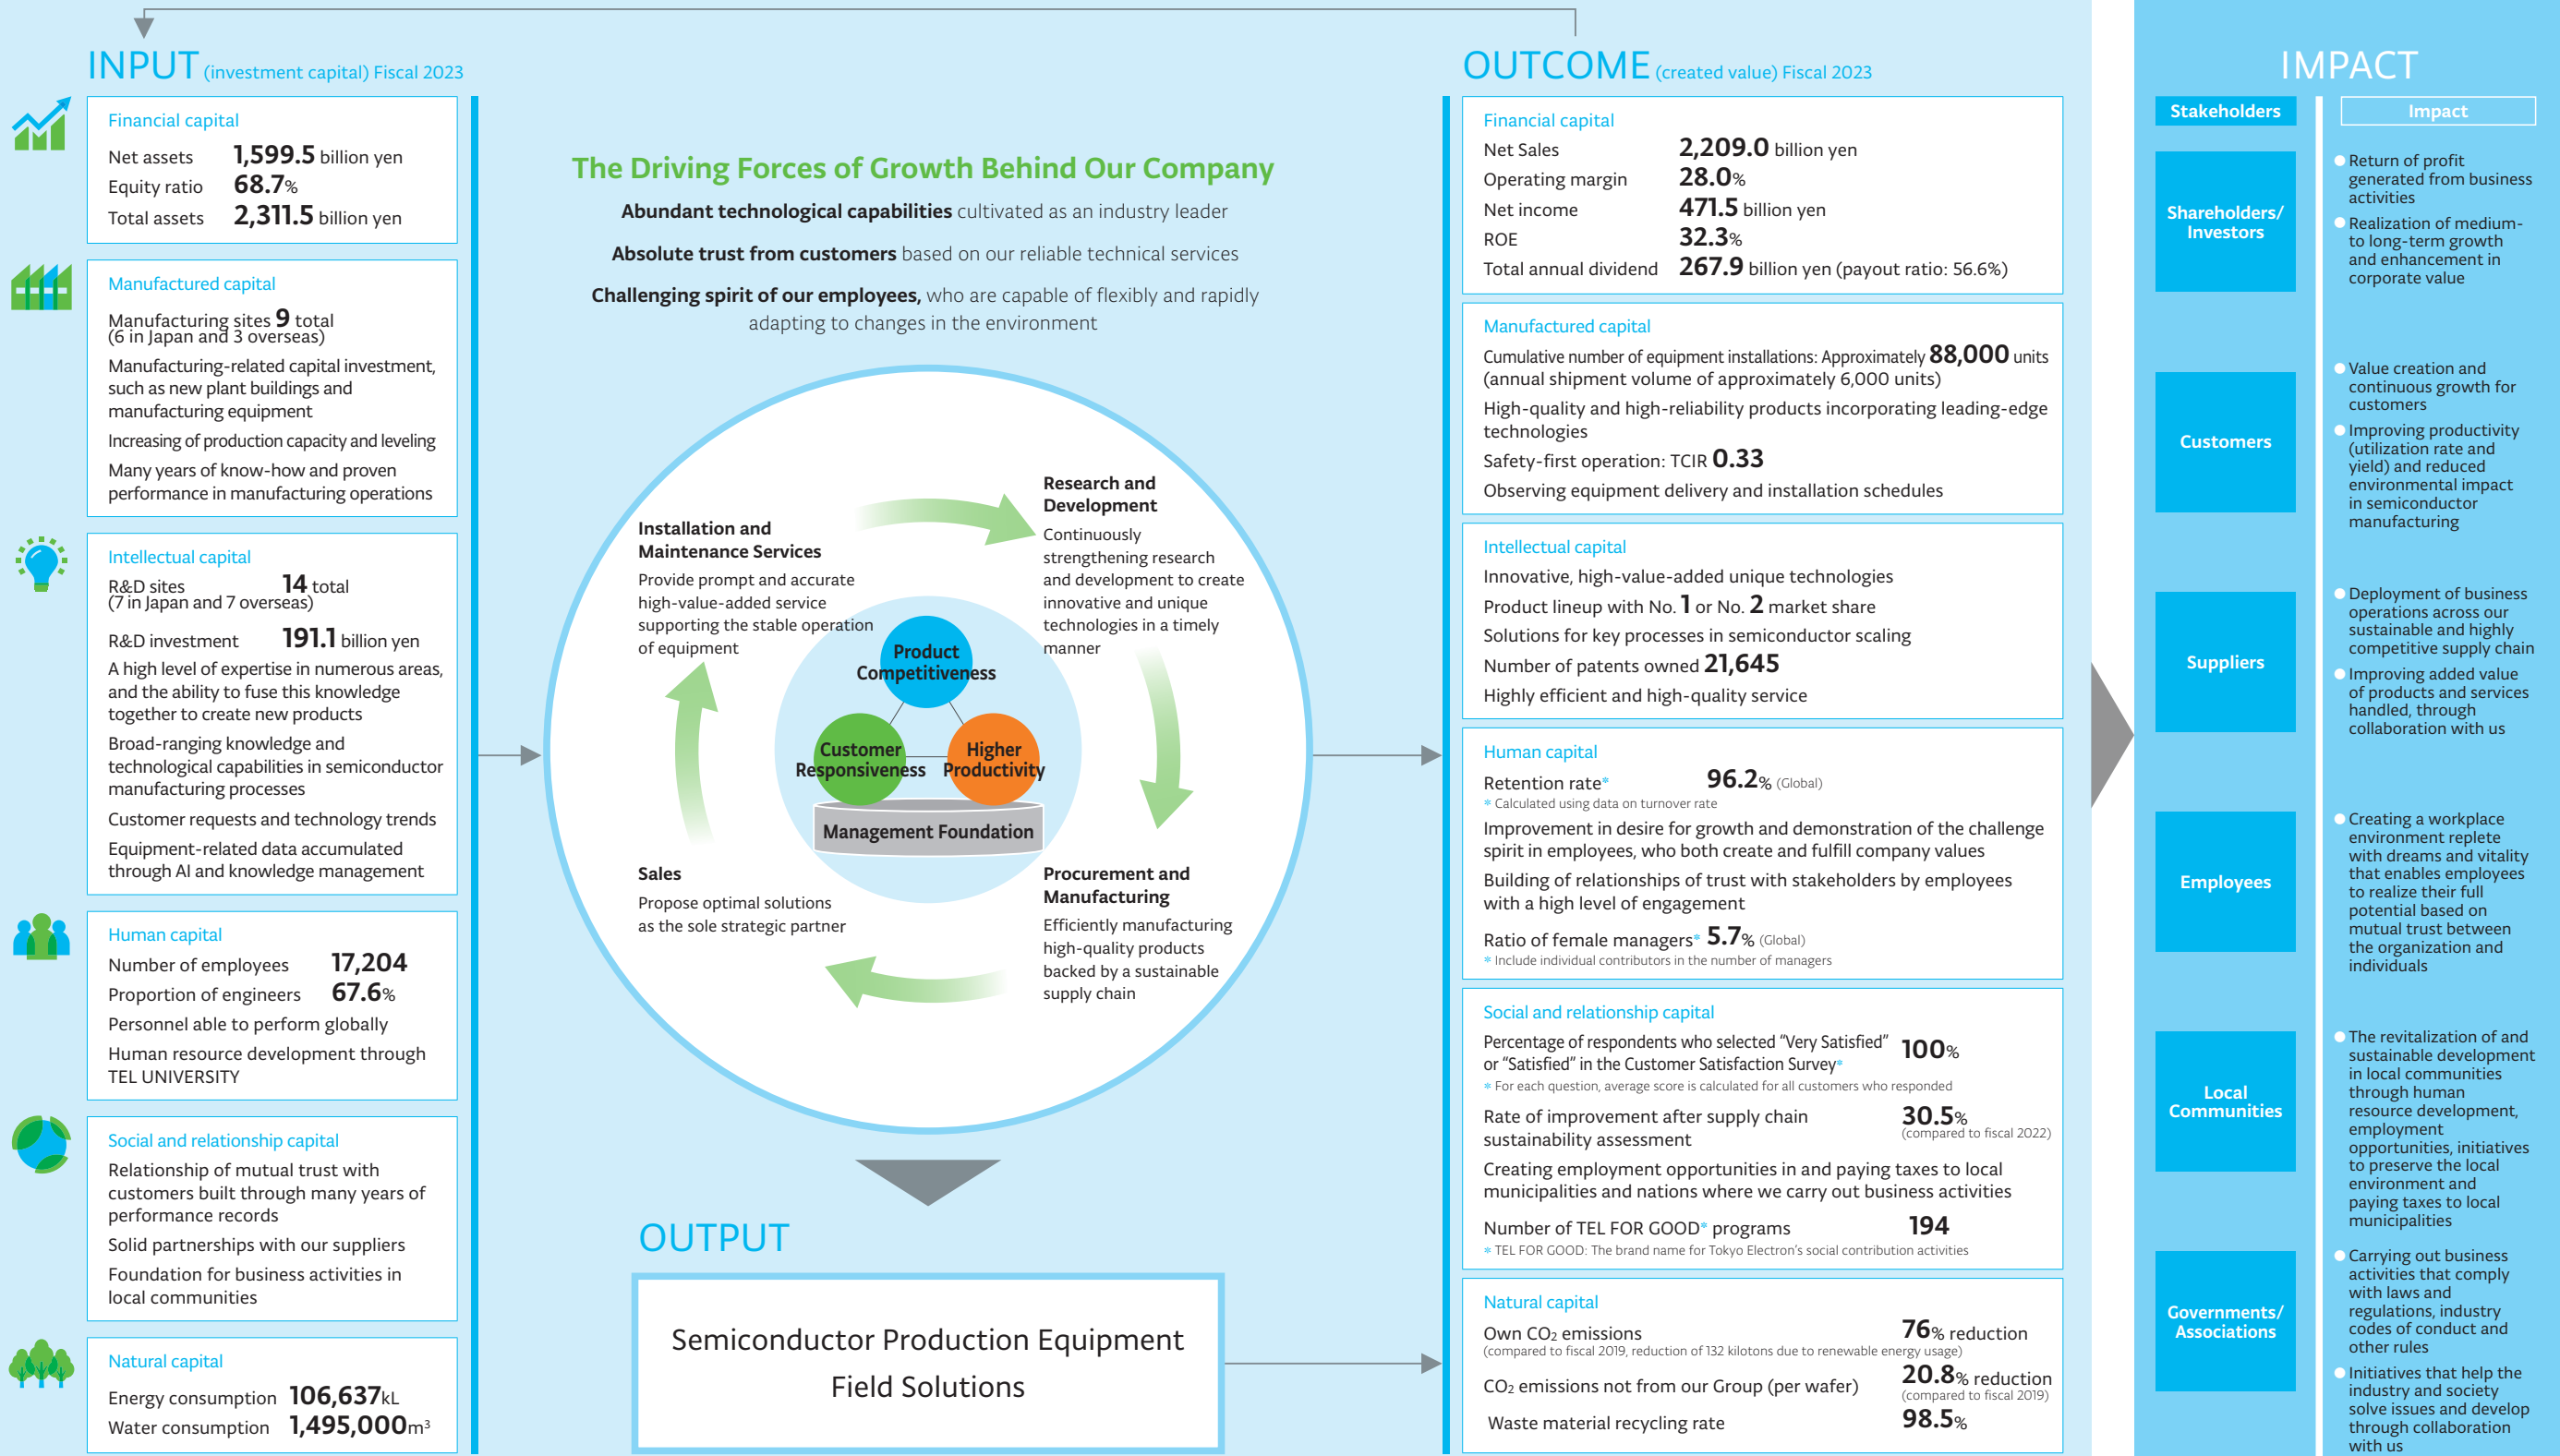 INPUT (investment capital) Fiscal 2023
Financial capital
Net assets 1,599.5 billion yen
Equity ratio 68.7%
Total assets 2,311.5 billion yen
Manufactured capital
Manufacturing sites 9 total
(6 in Japan and 3 overseas)
Manufacturing-related capital investment,
such as new plant buildings and
manufacturing equipment
Increasing of production capacity and leveling
Many years of know-how and proven
performance in manufacturing operations
Intellectual capital
R&D sites 14 total
(7 in Japan and 7 overseas)
R&D investment 191.1 billion yen
A high level of expertise in numerous areas,
and the ability to fuse this knowledge
together to create new products
Broad-ranging knowledge and
technological capabilities in semiconductor
manufacturing processes
Customer requests and technology trends
Equipment-related data accumulated
through AI and knowledge management
Human capital
Number of employees 17,204
Proportion of engineers 67.6%
Personnel able to perform globally
Human resource development through
TEL UNIVERSITY
Social and relationship capital
Relationship of mutual trust with
customers built through many years of
performance records
Solid partnerships with our suppliers
Foundation for business activities in
local communities
Natural capital
Energy consumption 106,637kL
Water consumption 1,495,000m³
The Driving Forces of Growth Behind Our Company
Abundant technological capabilities cultivated as an industry leader
Absolute trust from customers based on our reliable technical services
Challenging spirit of our employees, who are capable of flexibly and rapidly
adapting to changes in the environment
Installation and
Maintenance Services
Provide prompt and accurate
high-value-added service
supporting the stable operation
of equipment
Research and
Development
Continuously
strengthening research
and development to create
innovative and unique
technologies in a timely
manner
Product
Competitiveness
Customer
Responsiveness
Higher
Productivity
Management Foundation
Sales
Propose optimal solutions
as the sole strategic partner
Procurement and
Manufacturing
Efficiently manufacturing
high-quality products
backed by a sustainable
supply chain
OUTPUT
Semiconductor Production Equipment
Field Solutions
OUTCOME (created value) Fiscal 2023
Financial capital
Net Sales 2,209.0 billion yen
Operating margin 28.0%
Net income 471.5 billion yen
ROE 32.3%
Total annual dividend 267.9 billion yen (payout ratio: 56.6%)
Manufactured capital
Cumulative number of equipment installations: Approximately 88,000 units
(annual shipment volume of approximately 6,000 units)
High-quality and high-reliability products incorporating leading-edge
technologies
Safety-first operation: TCIR 0.33
Observing equipment delivery and installation schedules
Intellectual capital
Innovative, high-value-added unique technologies
Product lineup with No. 1 or No. 2 market share
Solutions for key processes in semiconductor scaling
Number of patents owned 21,645
Highly efficient and high-quality service
Human capital
Retention rate* 96.2% (Global)
* Calculated using data on turnover rate
Improvement in desire for growth and demonstration of the challenge
spirit in employees, who both create and fulfill company values
Building of relationships of trust with stakeholders by employees
with a high level of engagement
Ratio of female managers* 5.7% (Global)
* Include individual contributors in the number of managers
Social and relationship capital
Percentage of respondents who selected “Very Satisfied”
or “Satisfied” in the Customer Satisfaction Survey* 100%
* For each question, average score is calculated for all customers who responded
Rate of improvement after supply chain 30.5%
sustainability assessment (compared to fiscal 2022)
Creating employment opportunities in and paying taxes to local
municipalities and nations where we carry out business activities
Number of TEL FOR GOOD* programs 194
* TEL FOR GOOD: The brand name for Tokyo Electron’s social contribution activities
Natural capital
Own CO₂ emissions 76% reduction
(compared to fiscal 2019, reduction of 132 kilotons due to renewable energy usage)
CO₂ emissions not from our Group (per wafer) 20.8% reduction
(compared to fiscal 2019)
Waste material recycling rate 98.5%
IMPACT
Stakeholders Impact
Shareholders/
Investors
● Return of profit
generated from business
activities
● Realization of medium-
to long-term growth
and enhancement in
corporate value
Customers
● Value creation and
continuous growth for
customers
● Improving productivity
(utilization rate and
yield) and reduced
environmental impact
in semiconductor
manufacturing
Suppliers
● Deployment of business
operations across our
sustainable and highly
competitive supply chain
● Improving added value
of products and services
handled, through
collaboration with us
Employees
● Creating a workplace
environment replete
with dreams and vitality
that enables employees
to realize their full
potential based on
mutual trust between
the organization and
individuals
Local
Communities
● The revitalization of and
sustainable development
in local communities
through human
resource development,
employment
opportunities, initiatives
to preserve the local
environment and
paying taxes to local
municipalities
Governments/
Associations
● Carrying out business
activities that comply
with laws and
regulations, industry
codes of conduct and
other rules
● Initiatives that help the
industry and society
solve issues and develop
through collaboration
with us